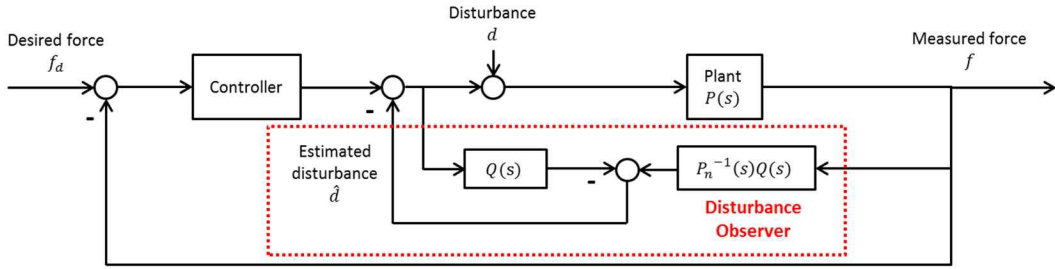 Disturbance
d
Desired force
f_d
Measured force
f
Controller
Plant
P(s)
-
-
Estimated
disturbance
d̂
Q(s)
-
P_n⁻¹(s)Q(s)
Disturbance
Observer